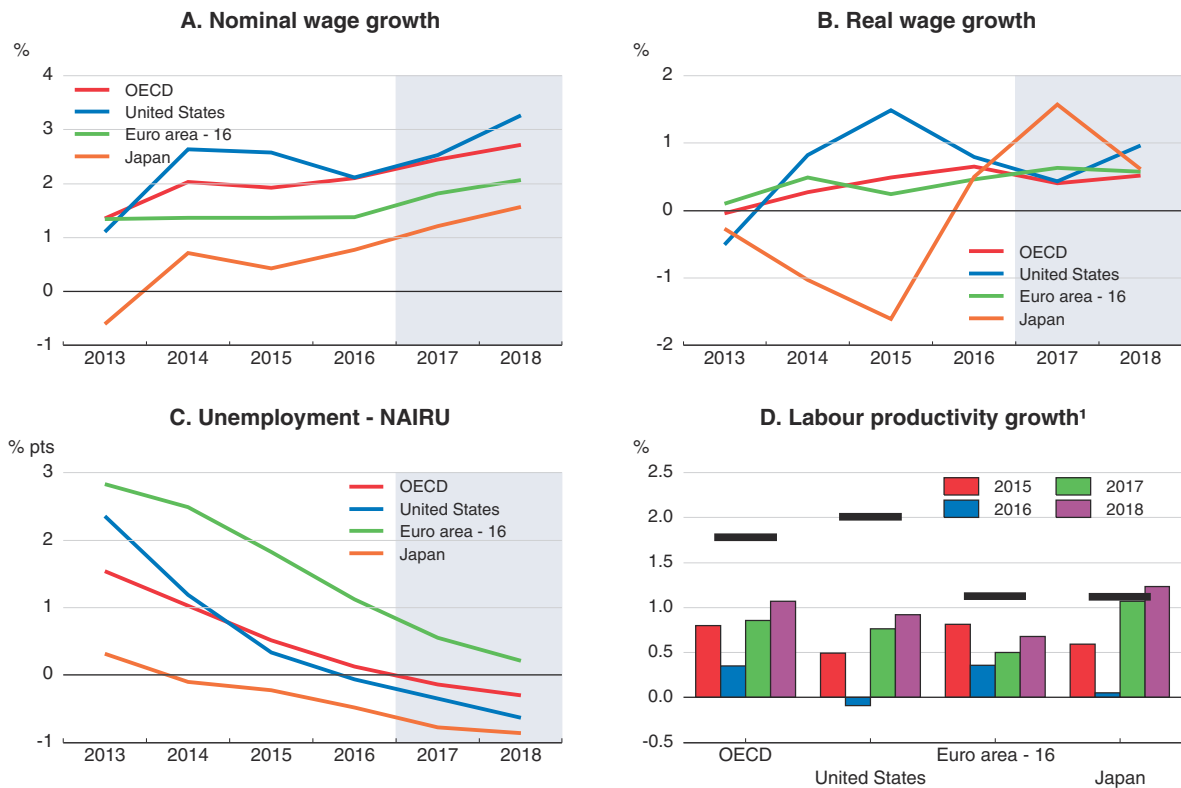 A. Nominal wage growth
%
4
3
2
1
0
-1
OECD
United States
Euro area - 16
Japan
2013 2014 2015 2016 2017 2018
B. Real wage growth
%
2
1
0
-1
-2
OECD
United States
Euro area - 16
Japan
2013 2014 2015 2016 2017 2018
C. Unemployment - NAIRU
% pts
3
2
1
0
-1
OECD
United States
Euro area - 16
Japan
2013 2014 2015 2016 2017 2018
D. Labour productivity growth¹
%
2.5
2.0
1.5
1.0
0.5
0.0
-0.5
2015 2017
2016 2018
OECD Euro area - 16
United States Japan